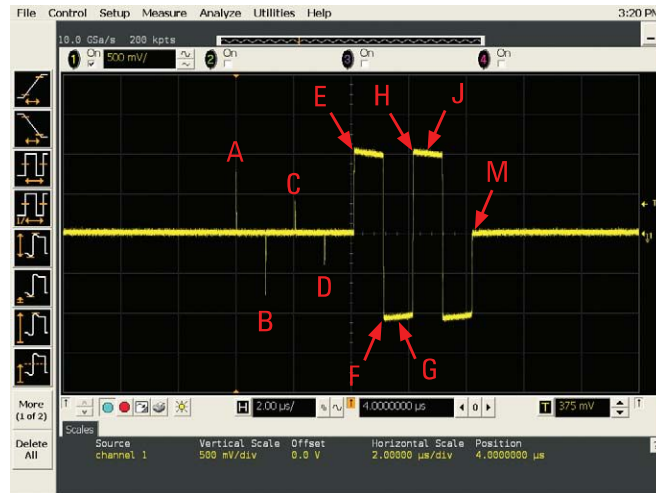 File Control Setup Measure Analyze Utilities Help 3:20 PM
10.0 GSa/s 200 kpts
1 On 500 mV/ 2 On 3 On 4 On
E H J
A
C
M
D
B
F G
More (1 of 2)
H 2.00 µs/ 4.0000000 µs 0 T 375 mV
Delete All
Scales
Source Vertical Scale Offset Horizontal Scale Position
channel 1 500 mV/div 0.0 V 2.00000 µs/div 4.0000000 µs